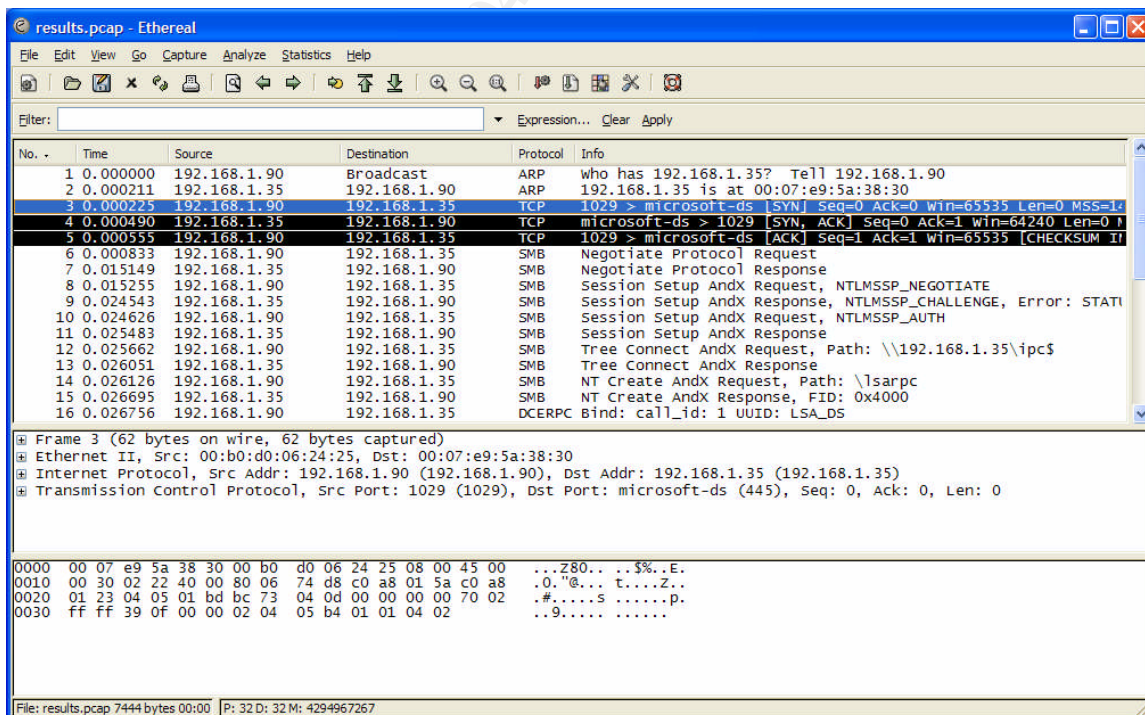 results.pcap - Ethereal
File Edit View Go Capture Analyze Statistics Help
Filter: Expression... Clear Apply
No. Time Source Destination Protocol Info
1 0.000000 192.168.1.90 Broadcast ARP Who has 192.168.1.35? Tell 192.168.1.90
2 0.000211 192.168.1.35 192.168.1.90 ARP 192.168.1.35 is at 00:07:e9:5a:38:30
3 0.000225 192.168.1.90 192.168.1.35 TCP 1029 > microsoft-ds [SYN] Seq=0 Ack=0 Win=65535 Len=0 MSS=14
4 0.000490 192.168.1.35 192.168.1.90 TCP microsoft-ds > 1029 [SYN, ACK] Seq=0 Ack=1 Win=64240 Len=0 M
5 0.000555 192.168.1.90 192.168.1.35 TCP 1029 > microsoft-ds [ACK] Seq=1 Ack=1 Win=65535 [CHECKSUM I
6 0.000833 192.168.1.90 192.168.1.35 SMB Negotiate Protocol Request
7 0.015149 192.168.1.35 192.168.1.90 SMB Negotiate Protocol Response
8 0.015255 192.168.1.90 192.168.1.35 SMB Session Setup AndX Request, NTLMSSP_NEGOTIATE
9 0.024543 192.168.1.35 192.168.1.90 SMB Session Setup AndX Response, NTLMSSP_CHALLENGE, Error: STATU
10 0.024626 192.168.1.90 192.168.1.35 SMB Session Setup AndX Request, NTLMSSP_AUTH
11 0.025483 192.168.1.35 192.168.1.90 SMB Session Setup AndX Response
12 0.025662 192.168.1.90 192.168.1.35 SMB Tree Connect AndX Request, Path: \\192.168.1.35\ipc$
13 0.026051 192.168.1.35 192.168.1.90 SMB Tree Connect AndX Response
14 0.026126 192.168.1.90 192.168.1.35 SMB NT Create AndX Request, Path: \lsarpc
15 0.026695 192.168.1.35 192.168.1.90 SMB NT Create AndX Response, FID: 0x4000
16 0.026756 192.168.1.90 192.168.1.35 DCERPC Bind: call_id: 1 UUID: LSA_DS
Frame 3 (62 bytes on wire, 62 bytes captured)
Ethernet II, Src: 00:b0:d0:06:24:25, Dst: 00:07:e9:5a:38:30
Internet Protocol, Src Addr: 192.168.1.90 (192.168.1.90), Dst Addr: 192.168.1.35 (192.168.1.35)
Transmission Control Protocol, Src Port: 1029 (1029), Dst Port: microsoft-ds (445), Seq: 0, Ack: 0, Len: 0
0000 00 07 e9 5a 38 30 00 b0 d0 06 24 25 08 00 45 00 ...Z80.. ..$%..E.
0010 00 30 02 22 40 00 80 06 74 d8 c0 a8 01 5a c0 a8 .0."@... t....Z..
0020 01 23 04 05 01 bd bc 73 04 0d 00 00 00 00 70 02 .#.....s ......p.
0030 ff ff 39 0f 00 00 02 04 05 b4 01 01 04 02 ..9..... ......
File: results.pcap 7444 bytes 00:00 P: 32 D: 32 M: 4294967267